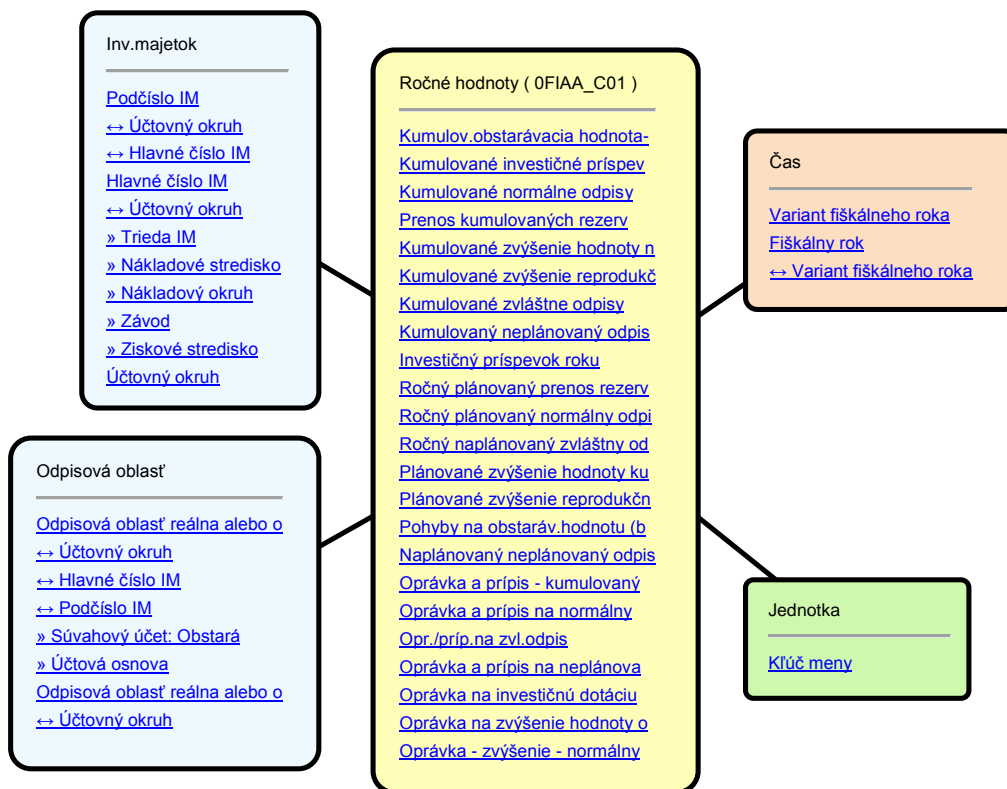 Inv.majetok
Podčíslo IM
↔ Účtovný okruh
↔ Hlavné číslo IM
Hlavné číslo IM
↔ Účtovný okruh
» Trieda IM
» Nákladové stredisko
» Nákladový okruh
» Závod
» Ziskové stredisko
Účtovný okruh
Odpisová oblasť
Odpisová oblasť reálna alebo o
↔ Účtovný okruh
↔ Hlavné číslo IM
↔ Podčíslo IM
» Súvahový účet: Obstará
» Účtová osnova
Odpisová oblasť reálna alebo o
↔ Účtovný okruh
Ročné hodnoty ( 0FIAA_C01 )
Kumulov.obstarávacia hodnota-
Kumulované investičné príspev
Kumulované normálne odpisy
Prenos kumulovaných rezerv
Kumulované zvýšenie hodnoty n
Kumulované zvýšenie reprodukč
Kumulované zvláštne odpisy
Kumulovaný neplánovaný odpis
Investičný príspevok roku
Ročný plánovaný prenos rezerv
Ročný plánovaný normálny odpi
Ročný naplánovaný zvláštny od
Plánované zvýšenie hodnoty ku
Plánované zvýšenie reprodukčn
Pohyby na obstaráv.hodnotu (b
Naplánovaný neplánovaný odpis
Oprávka a prípis - kumulovaný
Oprávka a prípis na normálny
Opr./príp.na zvl.odpis
Oprávka a prípis na neplánova
Oprávka na investičnú dotáciu
Oprávka na zvýšenie hodnoty o
Oprávka - zvýšenie - normálny
Čas
Variant fiškálneho roka
Fiškálny rok
↔ Variant fiškálneho roka
Jednotka
Kľúč meny